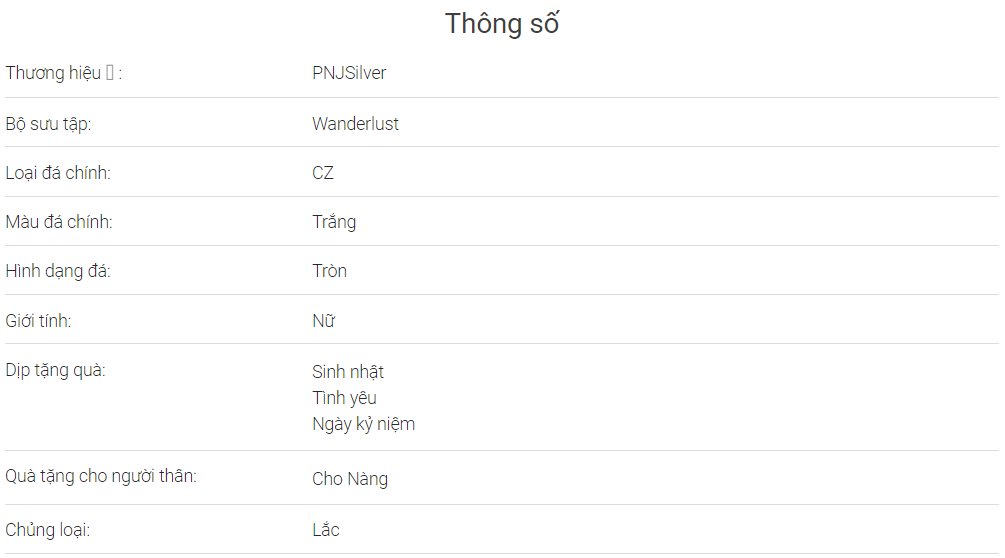 Thông số
Thương hiệu :
PNJSilver
Bộ sưu tập:
Wanderlust
Loại đá chính:
CZ
Màu đá chính:
Trắng
Hình dạng đá:
Tròn
Giới tính:
Nữ
Dịp tặng quà:
Sinh nhật
Tình yêu
Ngày kỷ niệm
Quà tặng cho người thân:
Cho Nàng
Chủng loại:
Lắc